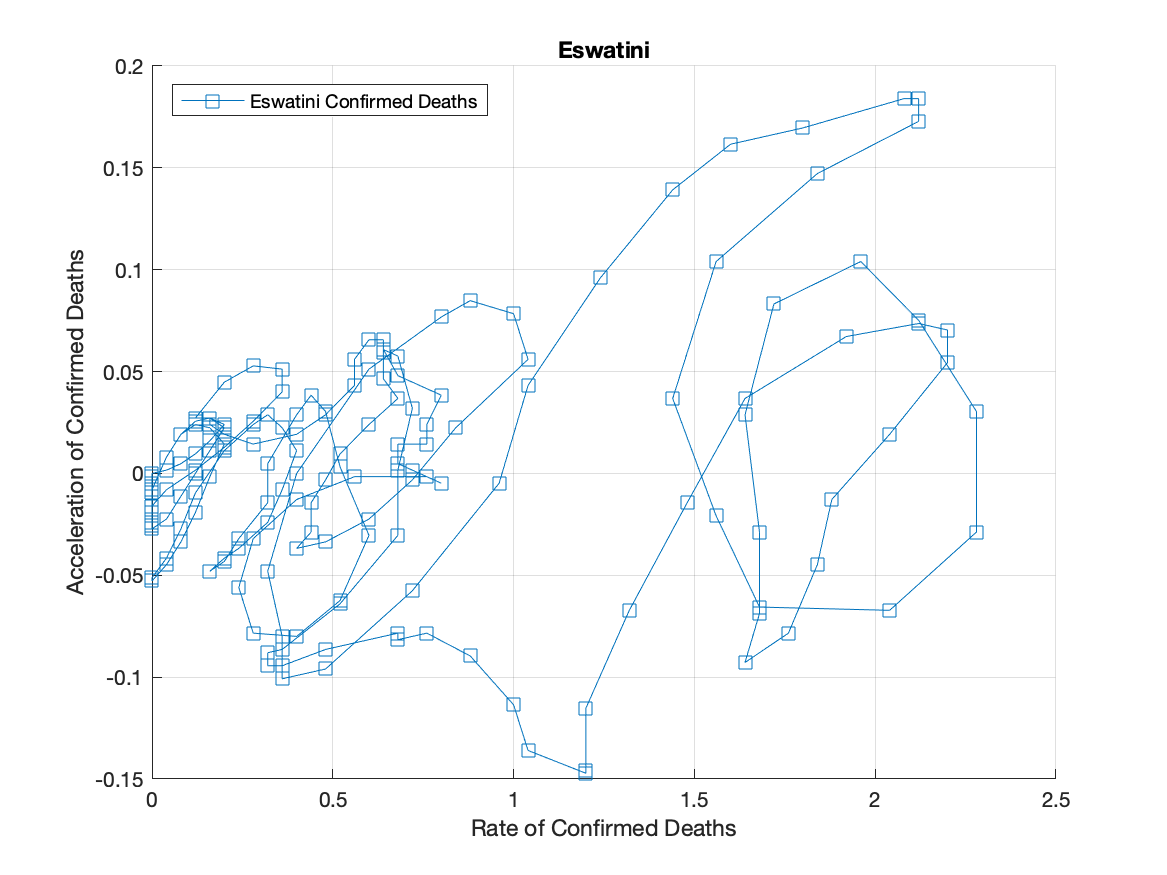 Eswatini
Eswatini Confirmed Deaths
0.2
0.15
0.1
0.05
0
-0.05
-0.1
-0.15
Acceleration of Confirmed Deaths
0 0.5 1 1.5 2 2.5
Rate of Confirmed Deaths